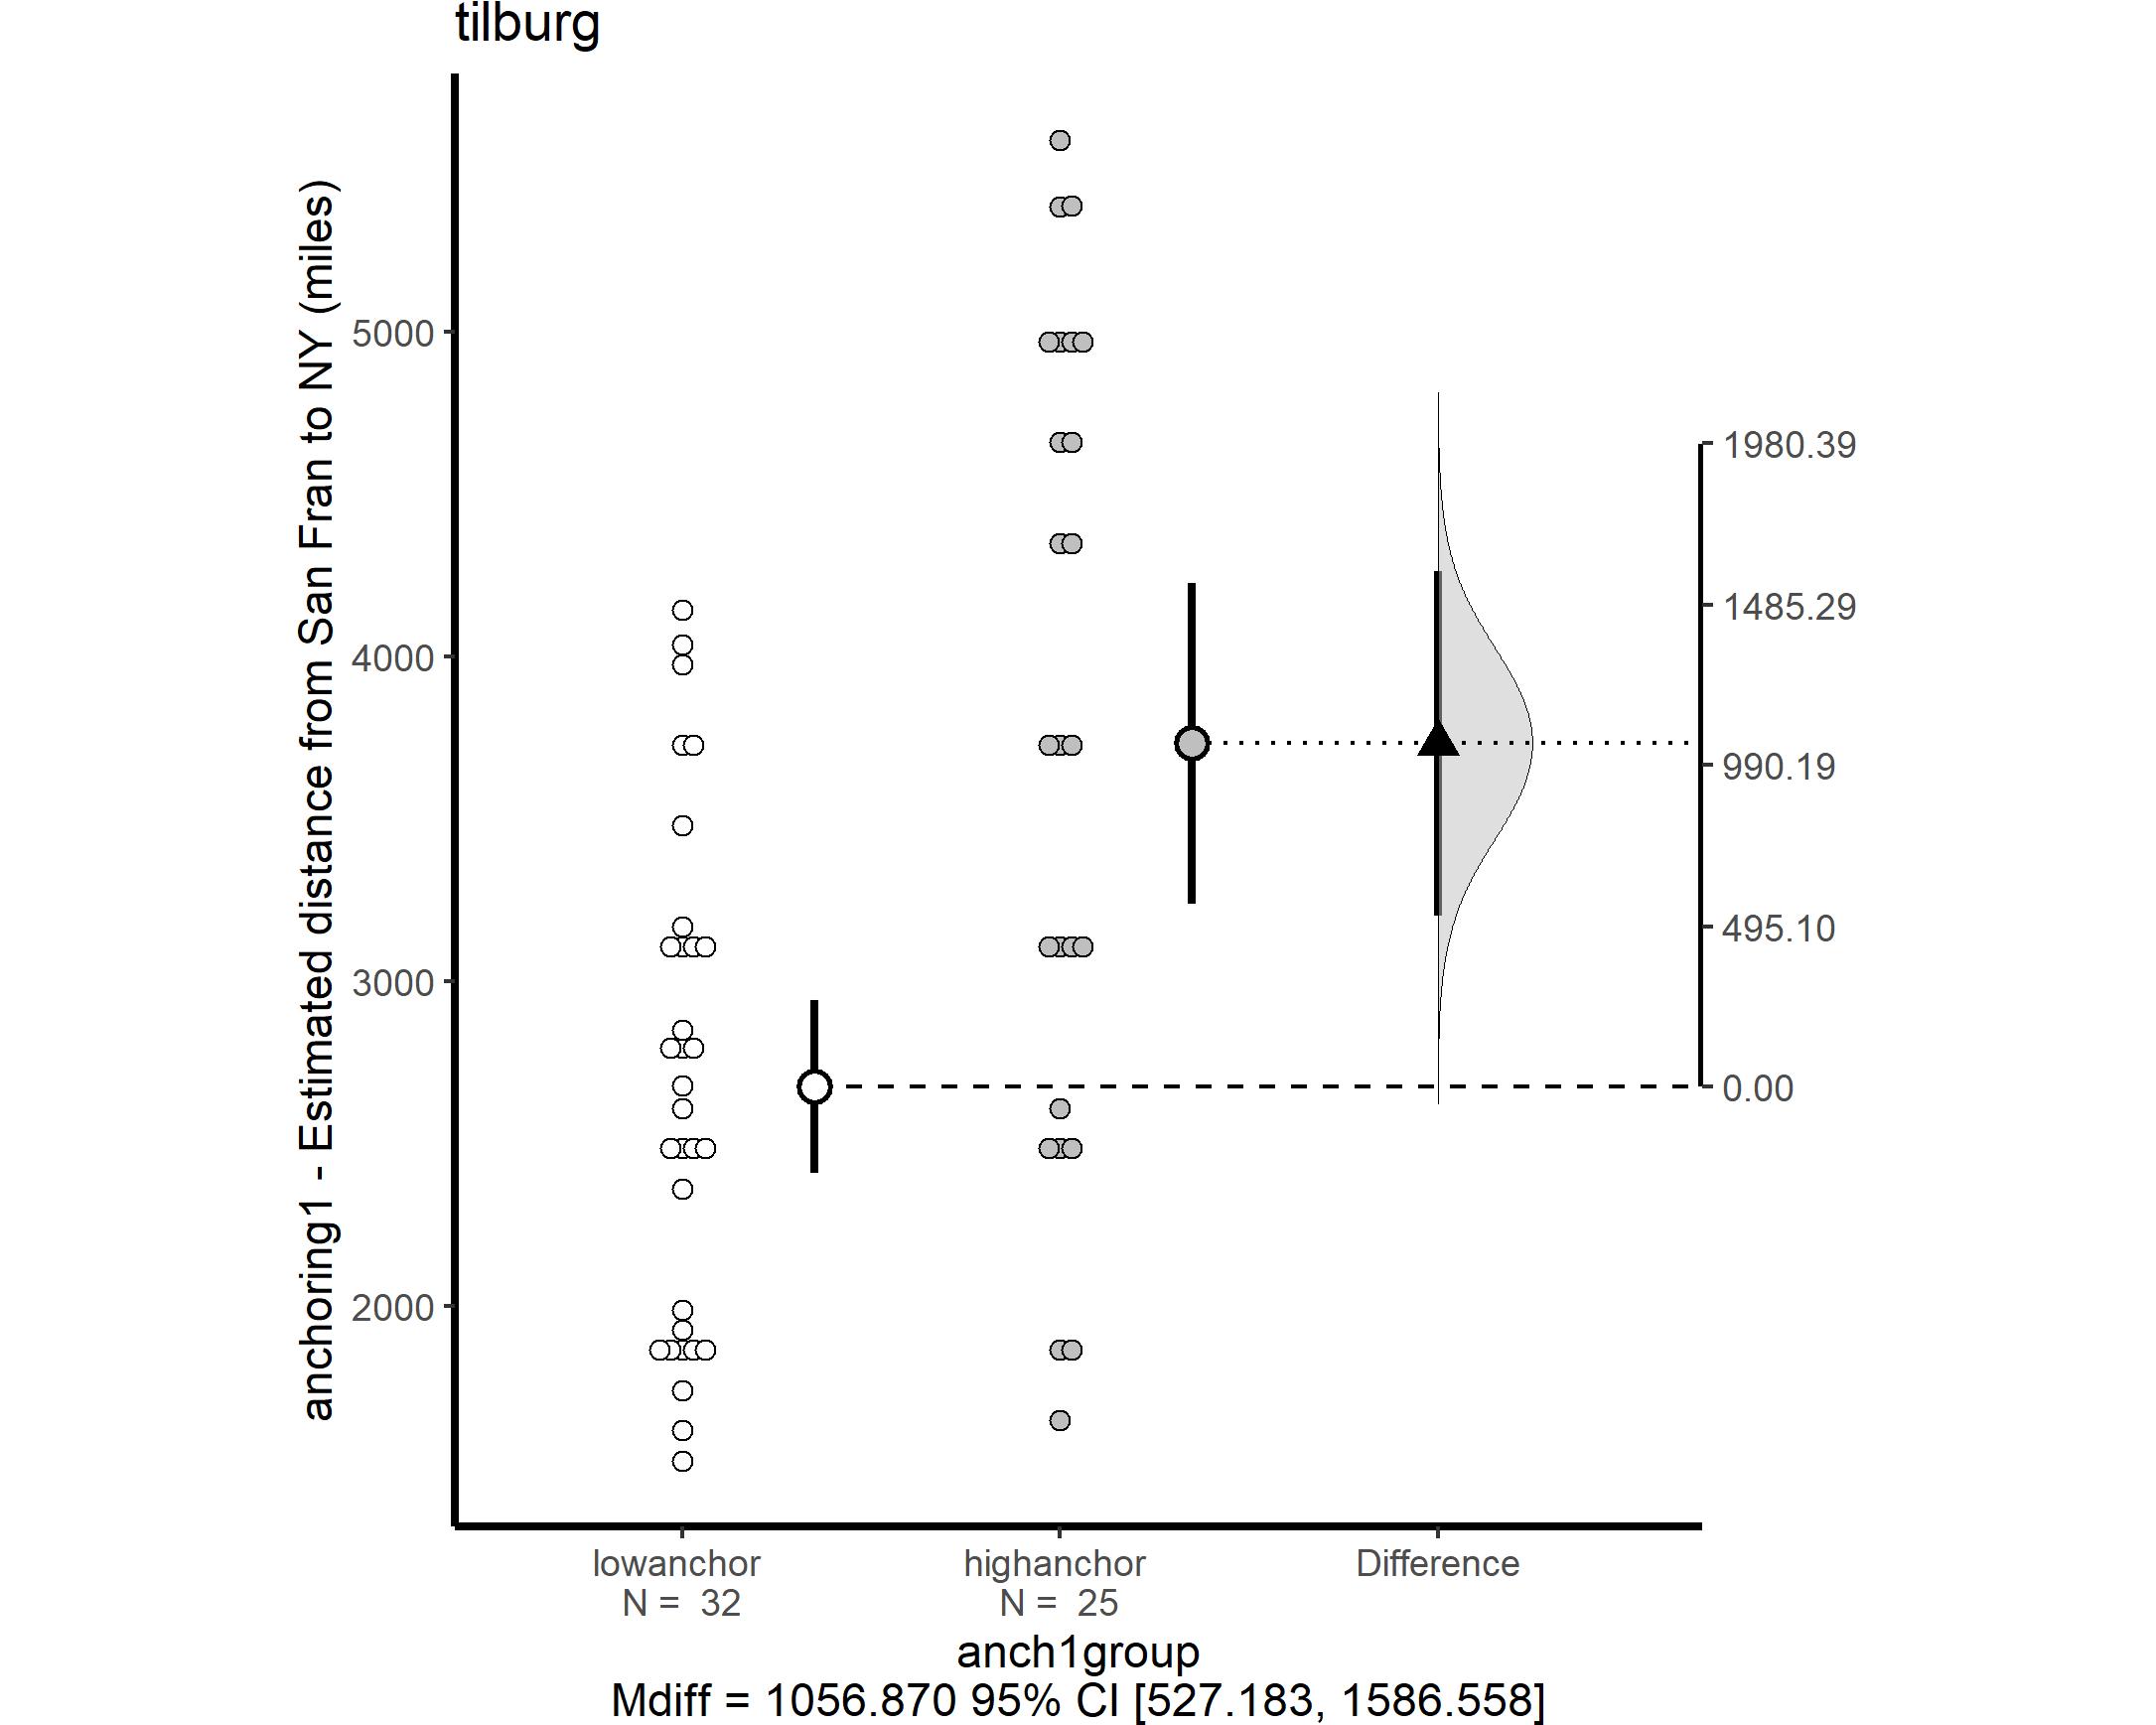 tilburg
anchoring1 - Estimated distance from San Fran to NY (miles)
5000
4000
3000
2000
1980.39
1485.29
990.19
495.10
0.00
lowanchor
N =  32
highanchor
N =  25
Difference
anch1group
Mdiff = 1056.870 95% CI [527.183, 1586.558]